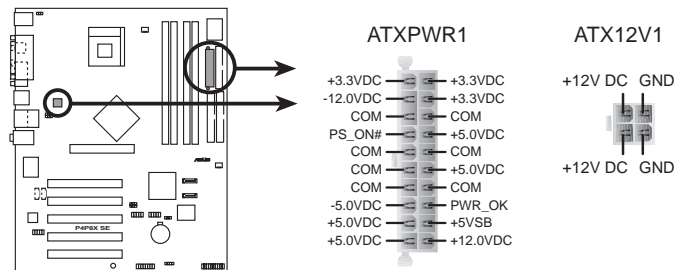 ATXPWR1
+3.3VDC +3.3VDC
-12.0VDC +3.3VDC
COM COM
PS_ON# +5.0VDC
COM COM
COM +5.0VDC
COM COM
-5.0VDC PWR_OK
+5.0VDC +5VSB
+5.0VDC +12.0VDC
ATX12V1
+12V DC GND
+12V DC GND
P4P8X SE